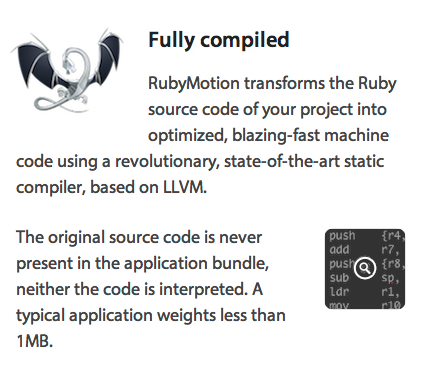 Fully compiled
RubyMotion transforms the Ruby
source code of your project into
optimized, blazing-fast machine
code using a revolutionary, state-of-the-art static
compiler, based on LLVM.
The original source code is never
present in the application bundle,
neither the code is interpreted. A
typical application weights less than
1MB.
push {r4,
add r7,
push {r8,
sub sp,
ldr r1,
mov r10